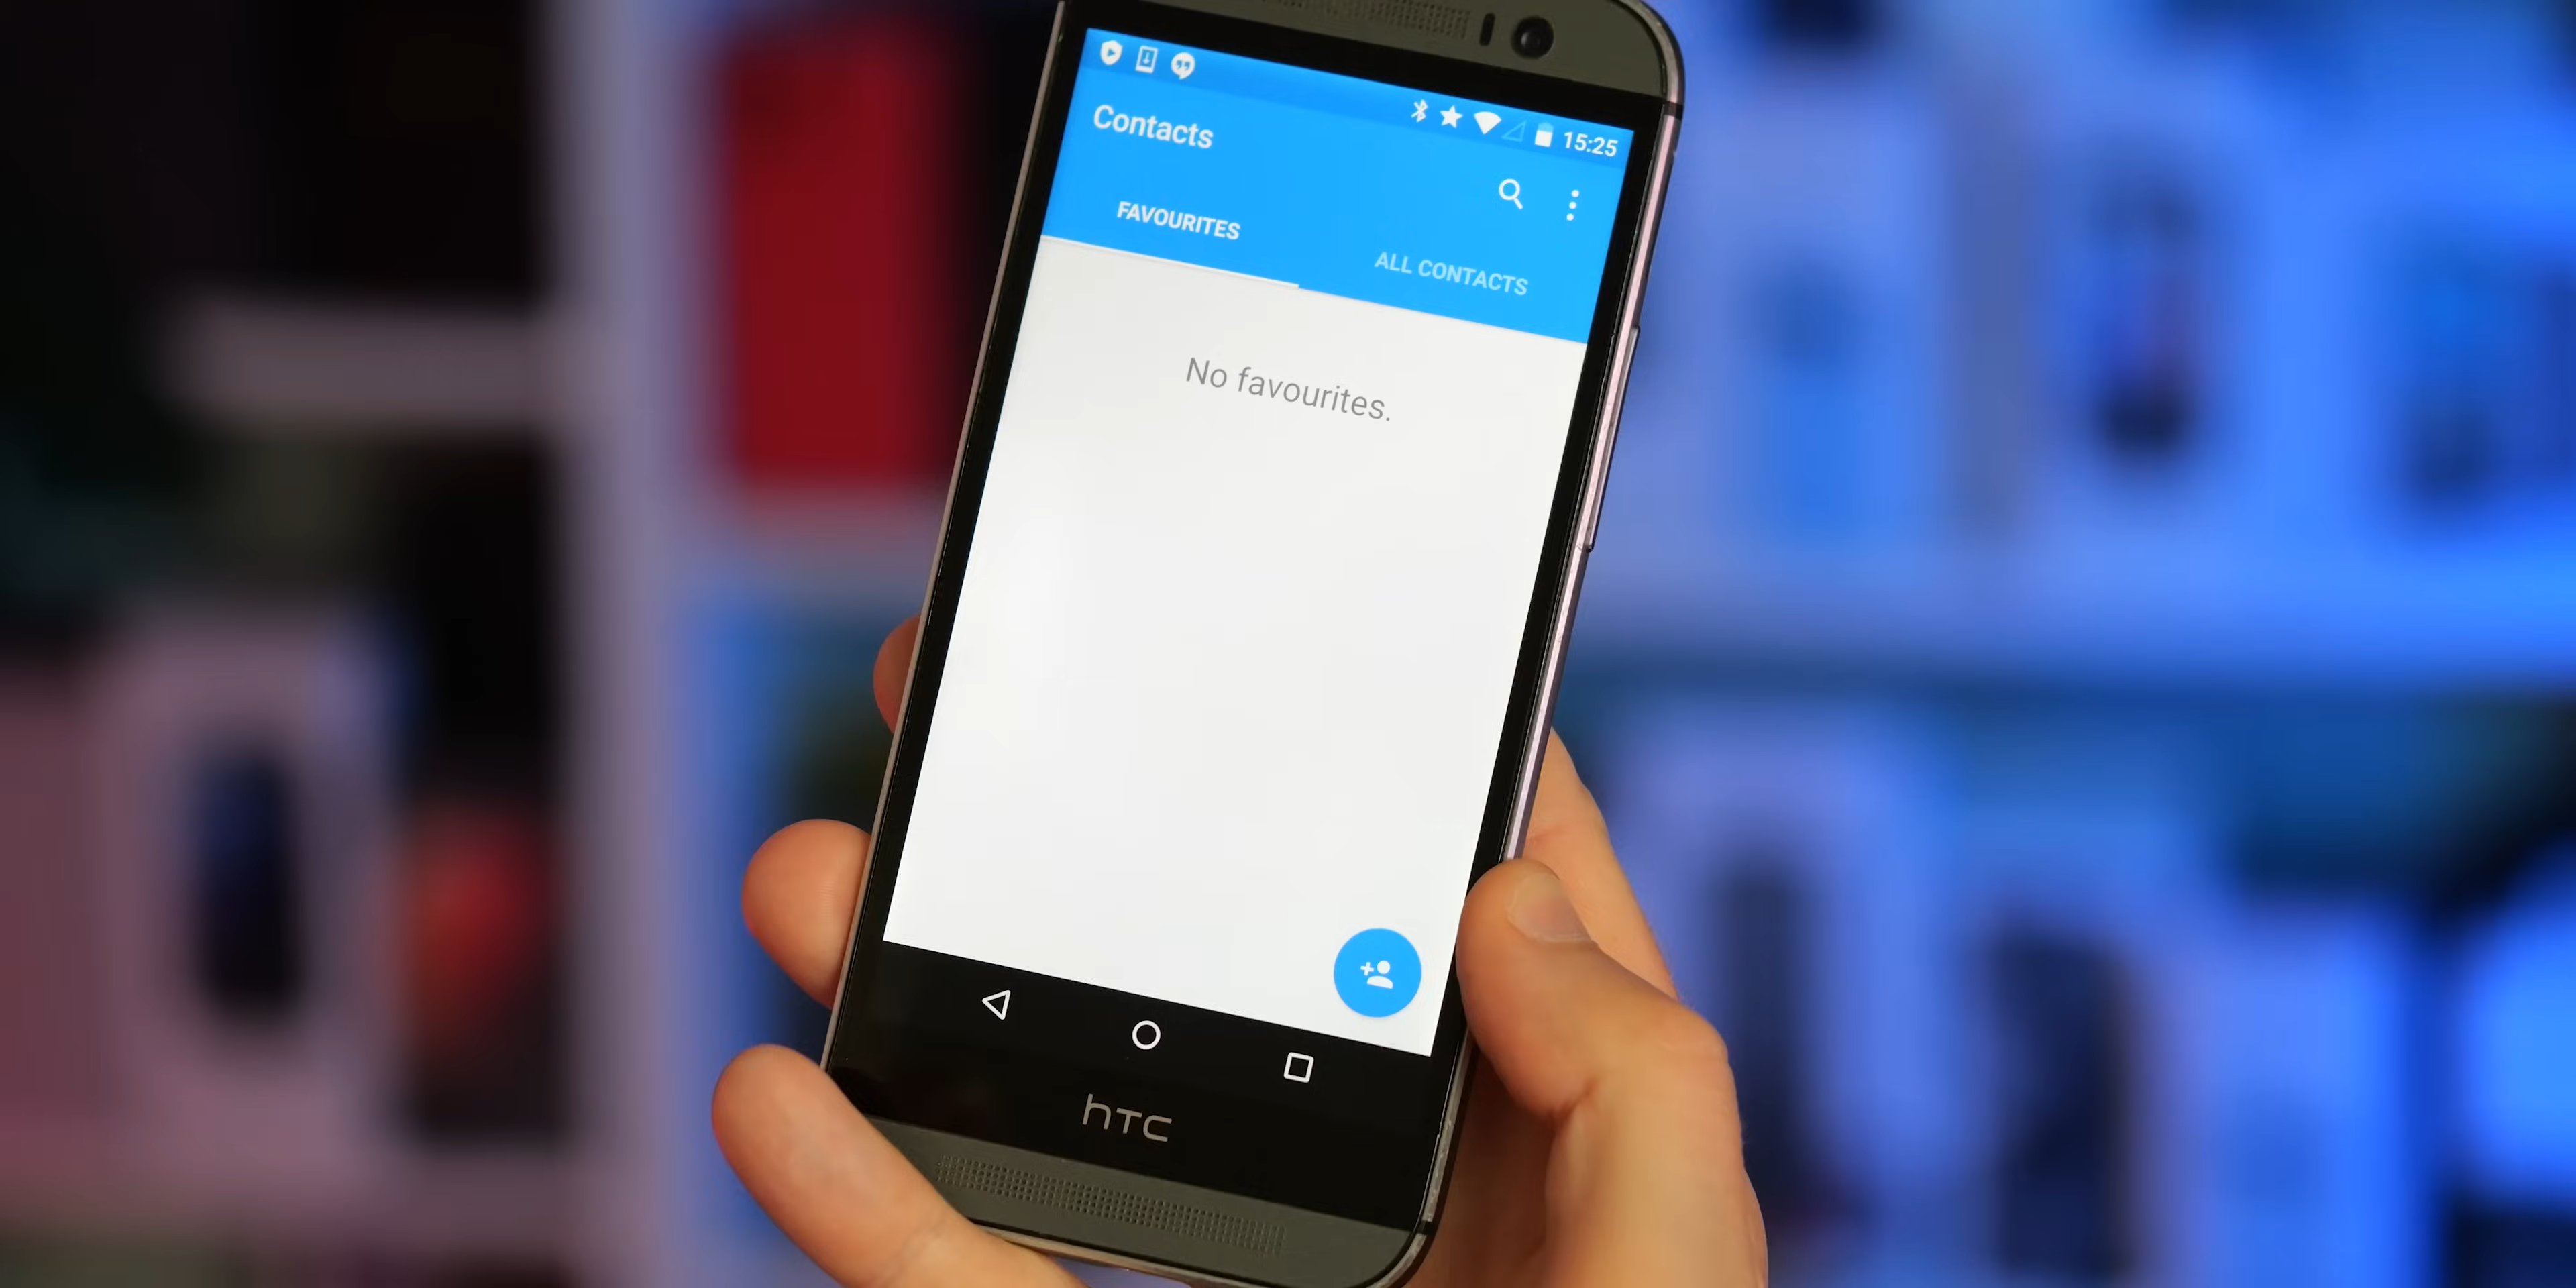 15:25
Contacts
FAVOURITES
ALL CONTACTS
No favourites.
hTC